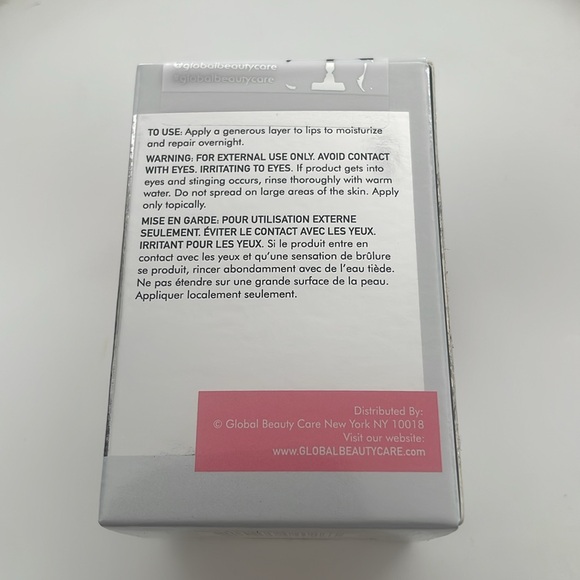 @globalbeautycare
@globalbeautycare
TO USE: Apply a generous layer to lips to moisturize
and repair overnight.
WARNING: FOR EXTERNAL USE ONLY. AVOID CONTACT
WITH EYES. IRRITATING TO EYES. If product gets into
eyes and stinging occurs, rinse thoroughly with warm
water. Do not spread on large areas of the skin. Apply
only topically.
MISE EN GARDE: POUR UTILISATION EXTERNE
SEULEMENT. ÉVITER LE CONTACT AVEC LES YEUX.
IRRITANT POUR LES YEUX. Si le produit entre en
contact avec les yeux et qu'une sensation de brûlure
se produit, rincer abondamment avec de l'eau tiède.
Ne pas étendre sur une grande surface de la peau.
Appliquer localement seulement.
Distributed By:
© Global Beauty Care New York NY 10018
Visit our website:
www.GLOBALBEAUTYCARE.com